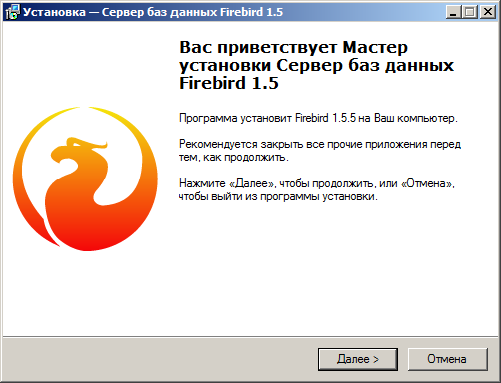 Установка — Сервер баз данных Firebird 1.5
Вас приветствует Мастер
установки Сервер баз данных
Firebird 1.5
Программа установит Firebird 1.5.5 на Ваш компьютер.
Рекомендуется закрыть все прочие приложения перед
тем, как продолжить.
Нажмите «Далее», чтобы продолжить, или «Отмена»,
чтобы выйти из программы установки.
Далее >
Отмена